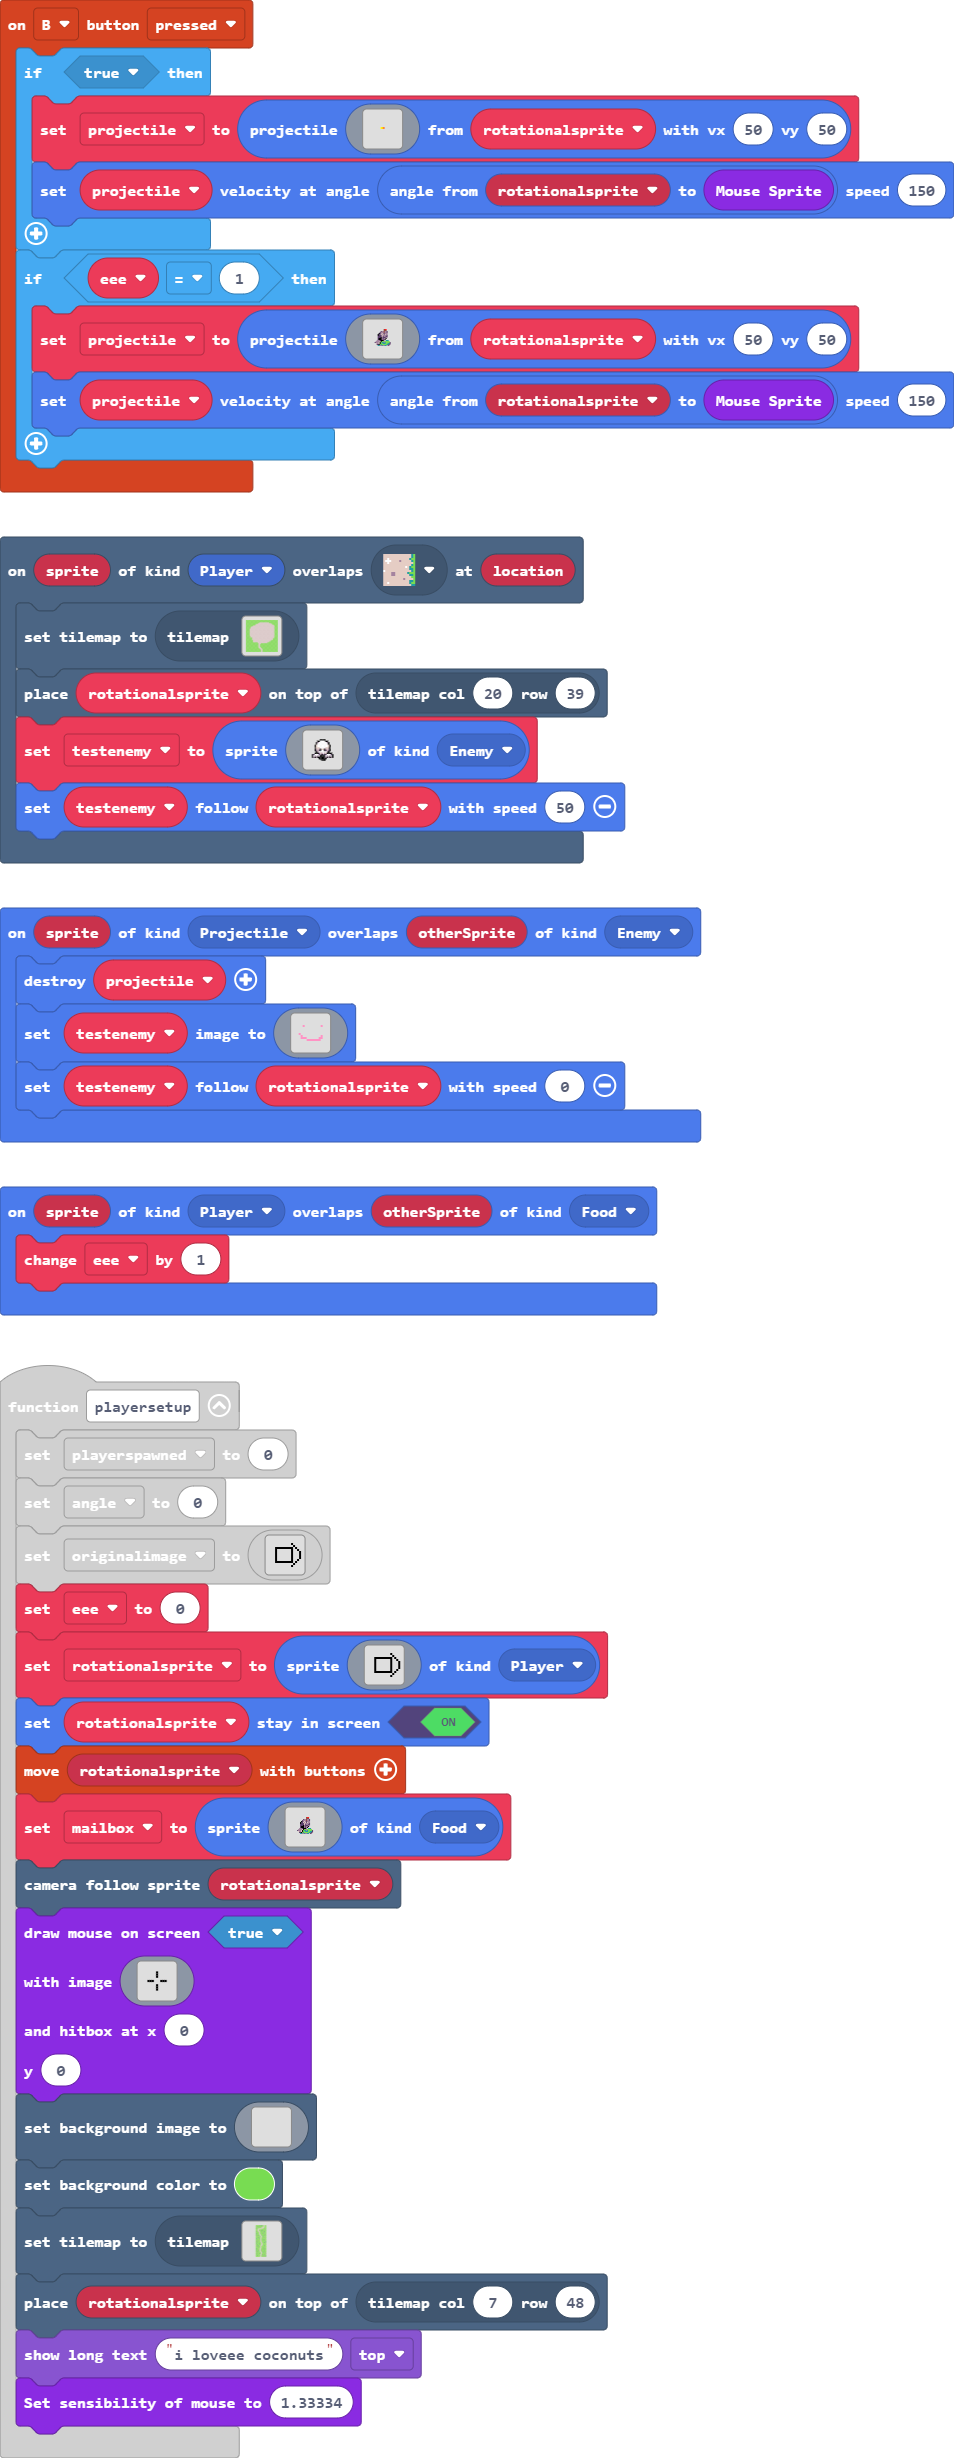 on B button pressed
if true then
set projectile to projectile from rotationalsprite with vx 50 vy 50
set projectile velocity at angle angle from rotationalsprite to Mouse Sprite speed 150
if eee = 1 then
set projectile to projectile from rotationalsprite with vx 50 vy 50
set projectile velocity at angle angle from rotationalsprite to Mouse Sprite speed 150
on sprite of kind Player overlaps at location
set tilemap to tilemap
place rotationalsprite on top of tilemap col 20 row 39
set testenemy to sprite of kind Enemy
set testenemy follow rotationalsprite with speed 50
on sprite of kind Projectile overlaps otherSprite of kind Enemy
destroy projectile
set testenemy image to
set testenemy follow rotationalsprite with speed 0
on sprite of kind Player overlaps otherSprite of kind Food
change eee by 1
function playersetup
set playerspawned to 0
set angle to 0
set originalimage to
set eee to 0
set rotationalsprite to sprite of kind Player
set rotationalsprite stay in screen ON
move rotationalsprite with buttons
set mailbox to sprite of kind Food
camera follow sprite rotationalsprite
draw mouse on screen true
with image
and hitbox at x 0
y 0
set background image to
set background color to
set tilemap to tilemap
place rotationalsprite on top of tilemap col 7 row 48
show long text "i loveee coconuts" top
Set sensibility of mouse to 1.33334